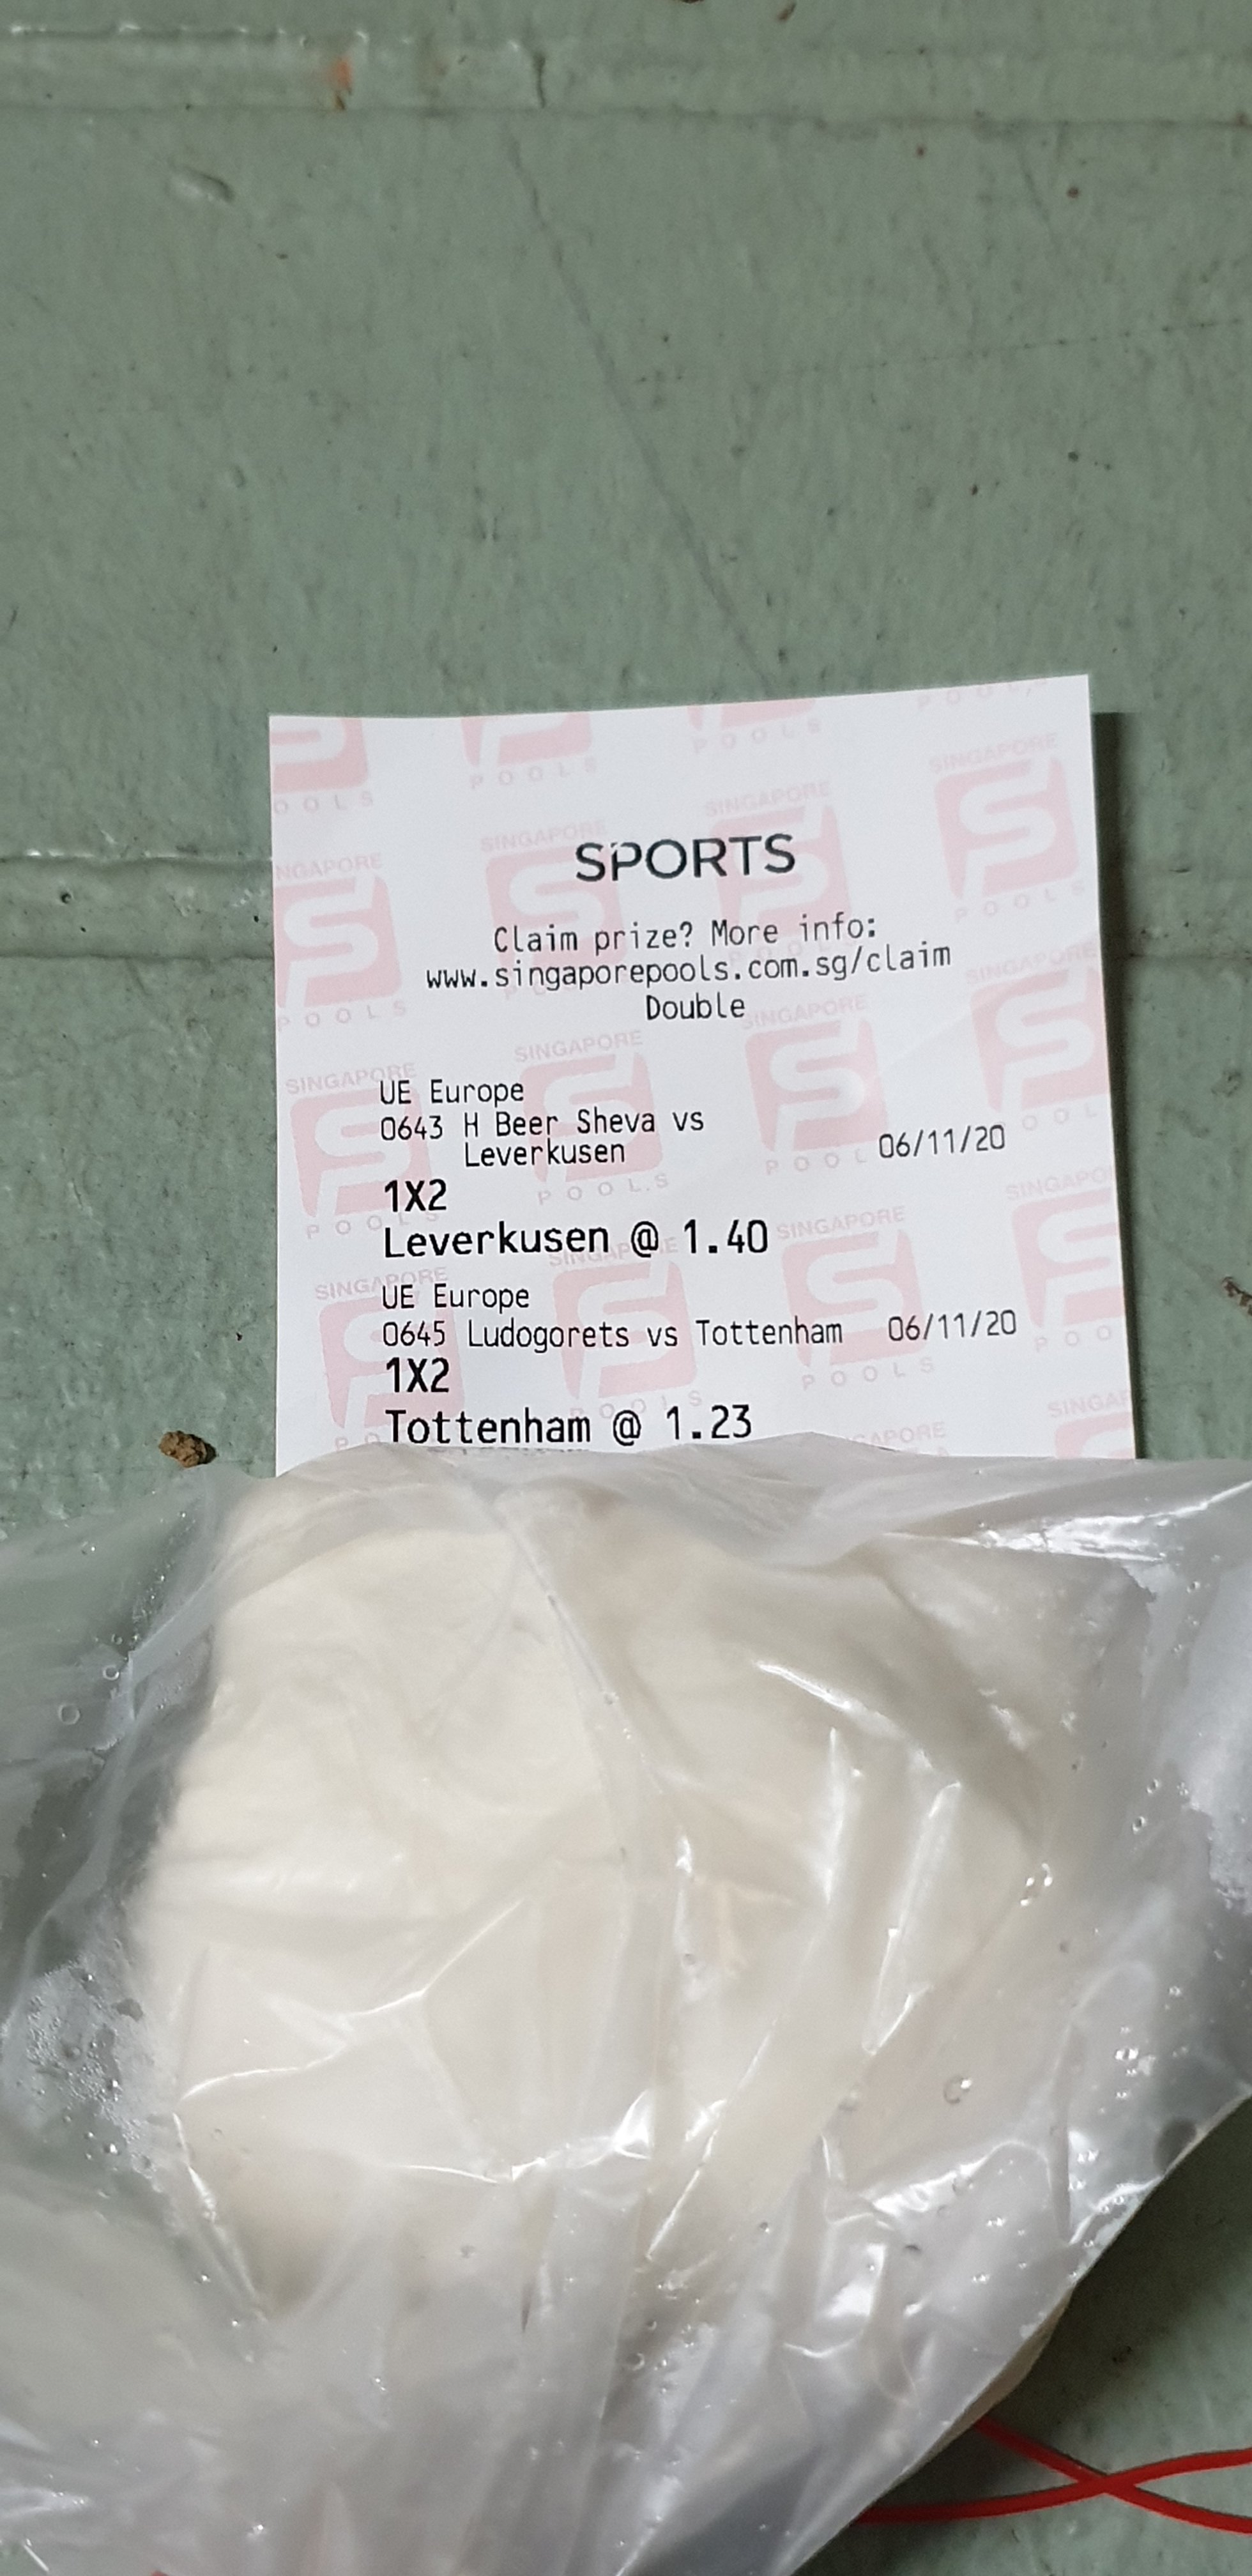 SPORTS
Claim prize? More info:
www.singaporepools.com.sg/claim
Double
UE Europe
0643 H Beer Sheva vs
Leverkusen 06/11/20
1X2
Leverkusen @ 1.40
UE Europe
0645 Ludogorets vs Tottenham 06/11/20
1X2
Tottenham @ 1.23
SINGAPORE
POOLS